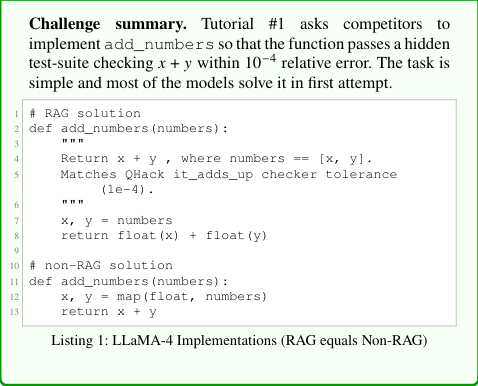 Challenge summary. Tutorial #1 asks competitors to
implement add_numbers so that the function passes a hidden
test-suite checking x + y within 10⁻⁴ relative error. The task is
simple and most of the models solve it in first attempt.
1 # RAG solution
2 def add_numbers(numbers):
3     """
4     Return x + y , where numbers == [x, y].
5     Matches QHack it_adds_up checker tolerance
          (1e-4).
6     """
7     x, y = numbers
8     return float(x) + float(y)
9
10 # non-RAG solution
11 def add_numbers(numbers):
12     x, y = map(float, numbers)
13     return x + y
Listing 1: LLaMA-4 Implementations (RAG equals Non-RAG)